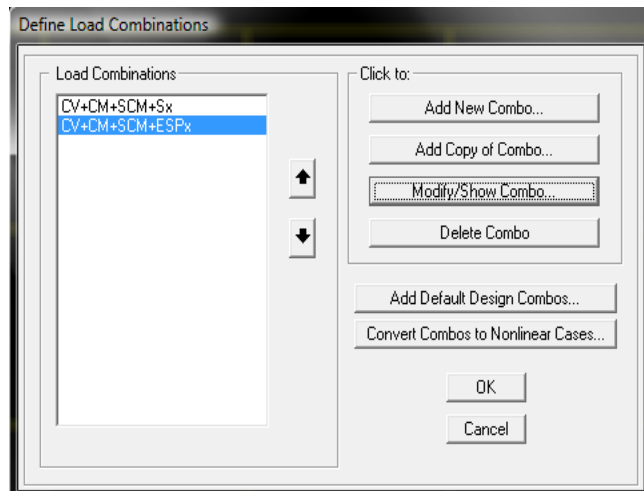 Define Load Combinations
Load Combinations
CV+CM+SCM+Sx
CV+CM+SCM+ESPx
Click to:
Add New Combo...
Add Copy of Combo...
Modify/Show Combo...
Delete Combo
Add Default Design Combos...
Convert Combos to Nonlinear Cases...
OK
Cancel